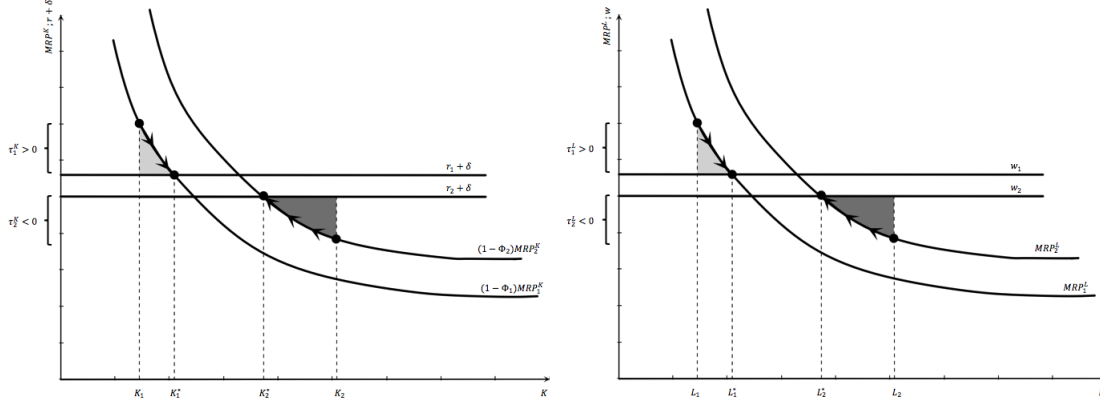 MRP^K ; r + δ
τ_1^K > 0
τ_2^K < 0
r_1 + δ
r_2 + δ
(1 − Φ_2)MRP_2^K
(1 − Φ_1)MRP_1^K
K_1 K_1^* K_2^* K_2 K
MRP^L ; w
τ_1^L > 0
τ_2^L < 0
w_1
w_2
MRP_2^L
MRP_1^L
L_1 L_1^* L_2^* L_2